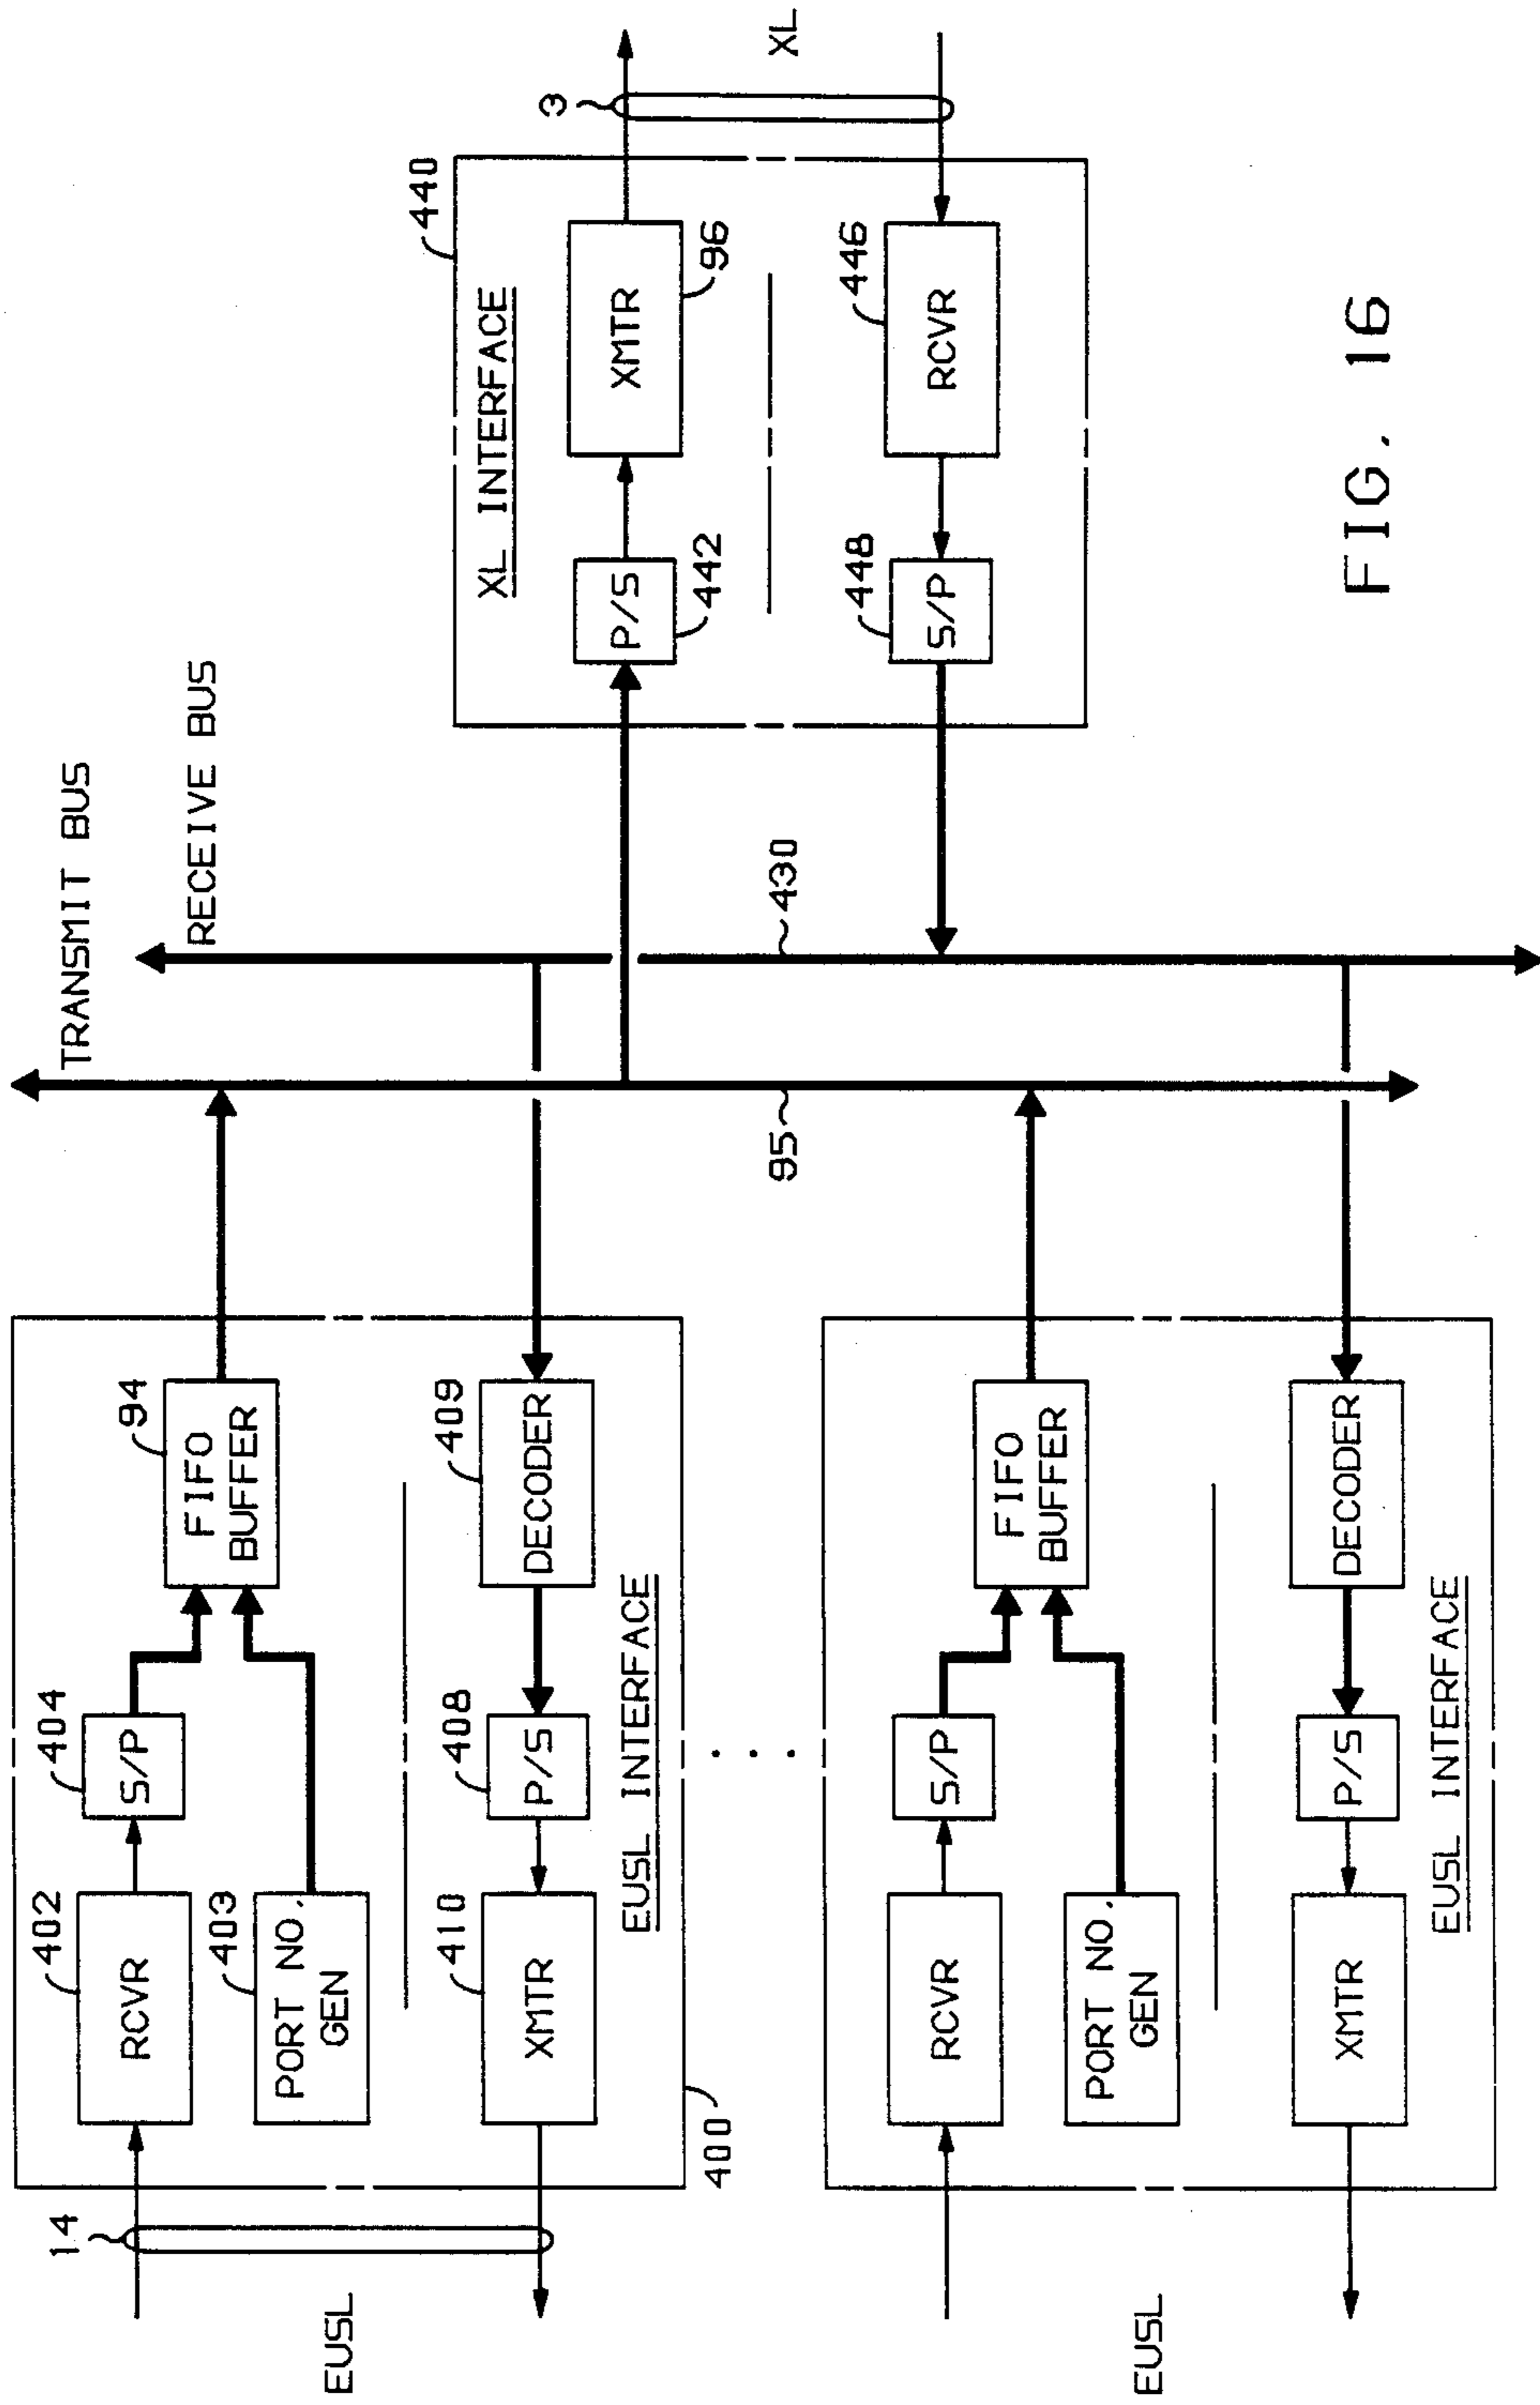 TRANSMIT BUS
RECEIVE BUS
14
EUSL
402
RCVR
404
S/P
94
FIFO
BUFFER
403
PORT NO.
GEN
410
XMTR
408
P/S
409
DECODER
EUSL INTERFACE
400
. . .
EUSL
RCVR
S/P
FIFO
BUFFER
PORT NO.
GEN
XMTR
P/S
DECODER
EUSL INTERFACE
95
430
440
XL INTERFACE
P/S
442
XMTR
96
448
S/P
446
RCVR
3
XL
FIG. 16